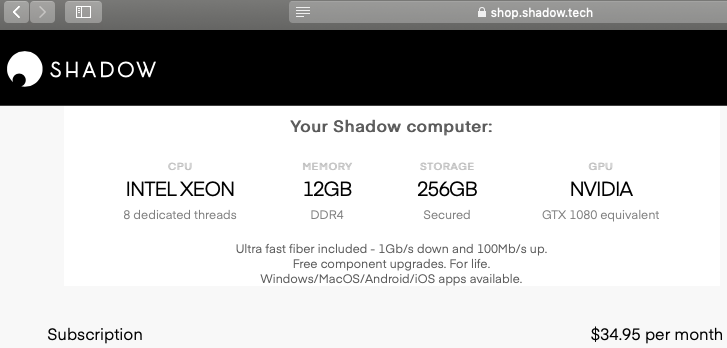 shop.shadow.tech
SHADOW
Your Shadow computer:
CPU MEMORY STORAGE GPU
INTEL XEON 12GB 256GB NVIDIA
8 dedicated threads DDR4 Secured GTX 1080 equivalent
Ultra fast fiber included - 1Gb/s down and 100Mb/s up.
Free component upgrades. For life.
Windows/MacOS/Android/iOS apps available.
Subscription $34.95 per month